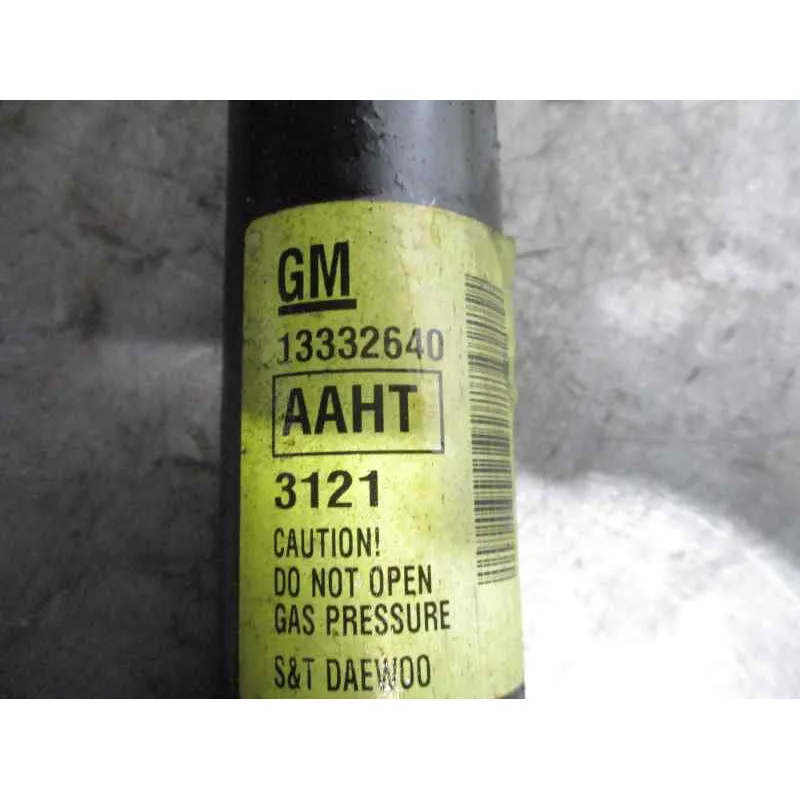 GM
13332640
AAHT
3121
CAUTION!
DO NOT OPEN
GAS PRESSURE
S&T DAEWOO